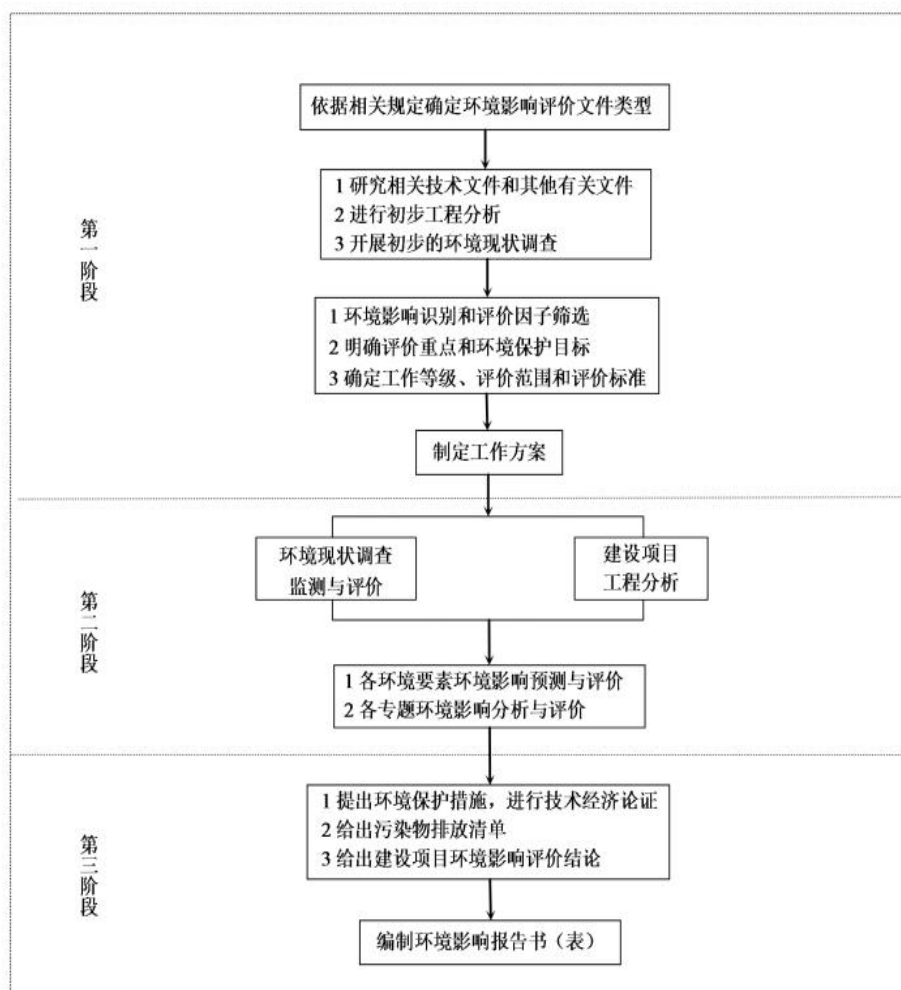 依据相关规定确定环境影响评价文件类型
1 研究相关技术文件和其他有关文件
2 进行初步工程分析
3 开展初步的环境现状调查
第一阶段
1 环境影响识别和评价因子筛选
2 明确评价重点和环境保护目标
3 确定工作等级、评价范围和评价标准
制定工作方案
环境现状调查
监测与评价
建设项目
工程分析
第二阶段
1 各环境要素环境影响预测与评价
2 各专题环境影响分析与评价
1 提出环境保护措施，进行技术经济论证
2 给出污染物排放清单
3 给出建设项目环境影响评价结论
第三阶段
编制环境影响报告书（表）